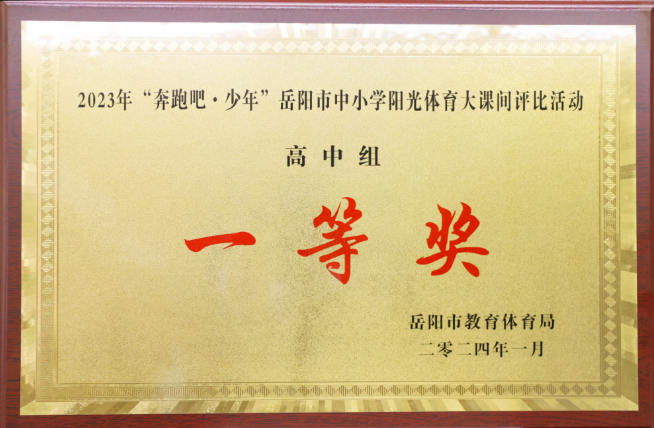 2023年“奔跑吧·少年”岳阳市中小学阳光体育大课间评比活动
高中组
一等奖
岳阳市教育体育局
二零二四年一月